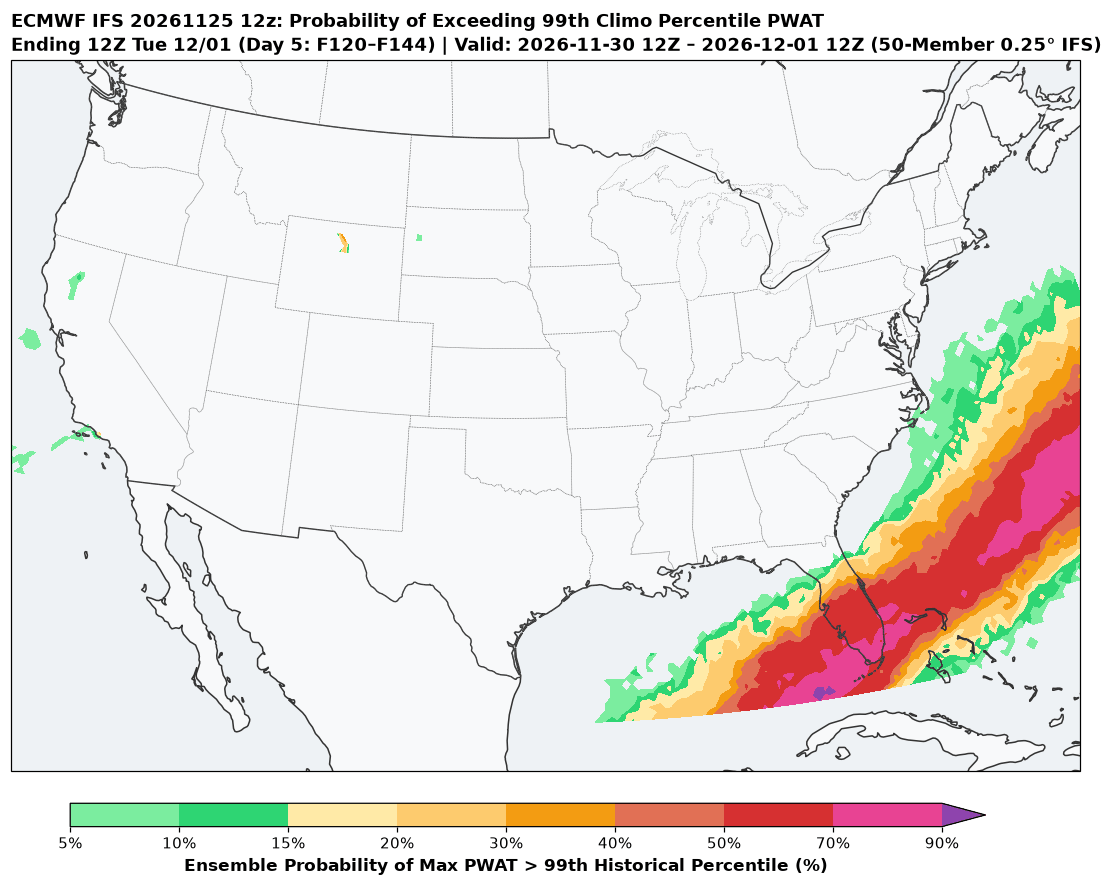 ECMWF IFS 20261125 12z: Probability of Exceeding 99th Climo Percentile PWAT
Ending 12Z Tue 12/01 (Day 5: F120–F144) | Valid: 2026-11-30 12Z – 2026-12-01 12Z (50-Member 0.25° IFS)
5% 10% 15% 20% 30% 40% 50% 70% 90%
Ensemble Probability of Max PWAT > 99th Historical Percentile (%)